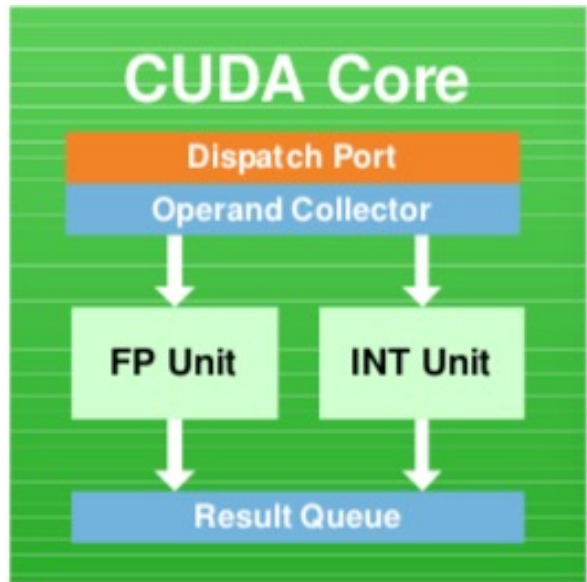 CUDA Core
Dispatch Port
Operand Collector
FP Unit
INT Unit
Result Queue